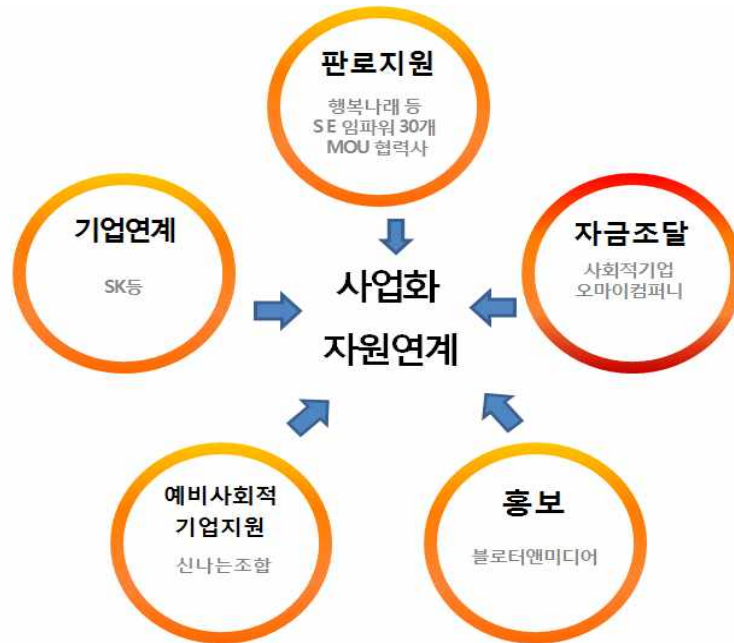 판로지원
행복나래 등
SE 임파워 30개
MOU 협력사
기업연계
SK등
자금조달
사회적기업
오마이컴퍼니
사업화
자원연계
예비사회적
기업지원
신나는조합
홍보
블로터앤미디어